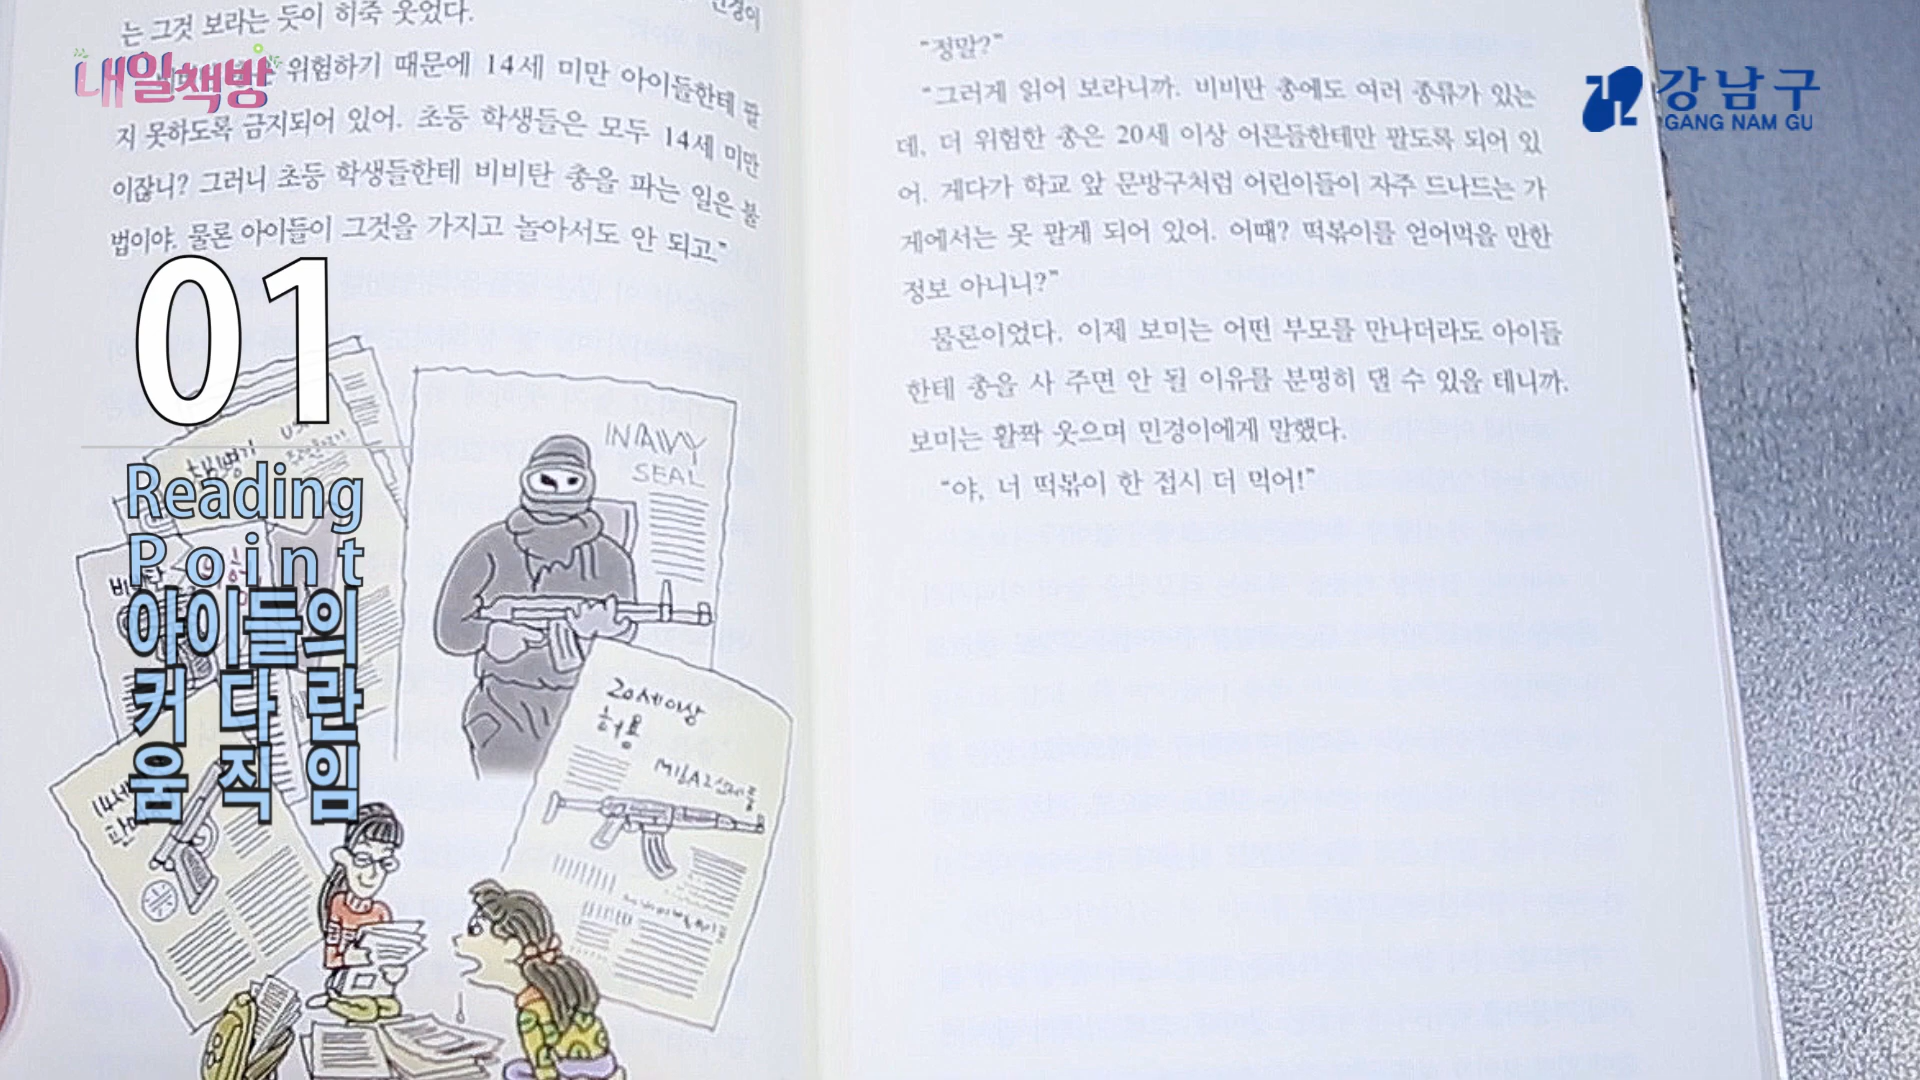 내일책방
강남구
GANG NAM GU
01
Reading
Point
아이들의
커다란
움직임
는 그것 보라는 듯이 히죽 웃었다.
위험하기 때문에 14세 미만 아이들한테 팔
지 못하도록 금지되어 있어. 초등 학생들은 모두 14세 미만
이잖니? 그러니 초등 학생들한테 비비탄 총을 파는 일은 불
법이야. 물론 아이들이 그것을 가지고 놀아서도 안 되고.”
INAVY
SEAL
20세이상
허용
14세
“정말?”
“그러게 읽어 보라니까. 비비탄 총에도 여러 종류가 있는
데, 더 위험한 총은 20세 이상 어른들한테만 팔도록 되어 있
어. 게다가 학교 앞 문방구처럼 어린이들이 자주 드나드는 가
게에서는 못 팔게 되어 있어. 어때? 떡볶이를 얻어먹을 만한
정보 아니니?”
물론이었다. 이제 보미는 어떤 부모를 만나더라도 아이들
한테 총을 사 주면 안 될 이유를 분명히 댈 수 있을 테니까.
보미는 활짝 웃으며 민경이에게 말했다.
“야, 너 떡볶이 한 접시 더 먹어!”